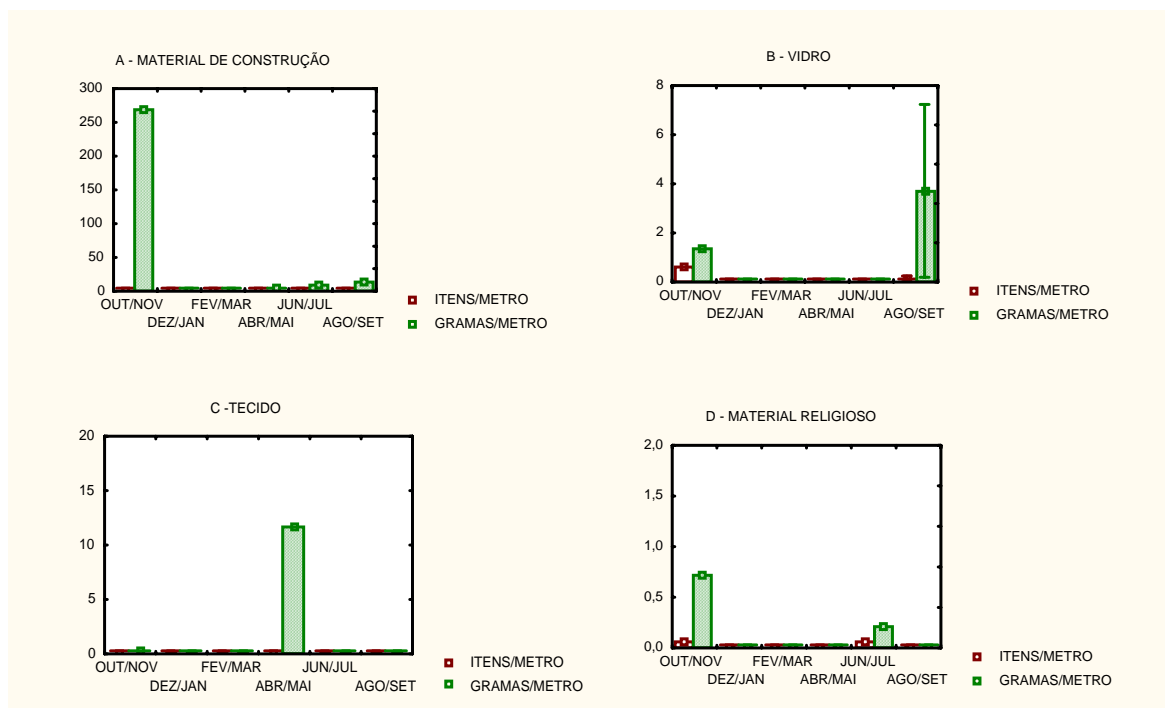 A - MATERIAL DE CONSTRUÇÃO
300
250
200
150
100
50
0
OUT/NOV FEV/MAR JUN/JUL
DEZ/JAN ABR/MAI AGO/SET
ITENS/METRO
GRAMAS/METRO
B - VIDRO
8
6
4
2
0
OUT/NOV FEV/MAR JUN/JUL
DEZ/JAN ABR/MAI AGO/SET
ITENS/METRO
GRAMAS/METRO
C -TECIDO
20
15
10
5
0
OUT/NOV FEV/MAR JUN/JUL
DEZ/JAN ABR/MAI AGO/SET
ITENS/METRO
GRAMAS/METRO
D - MATERIAL RELIGIOSO
2,0
1,5
1,0
0,5
0,0
OUT/NOV FEV/MAR JUN/JUL
DEZ/JAN ABR/MAI AGO/SET
ITENS/METRO
GRAMAS/METRO